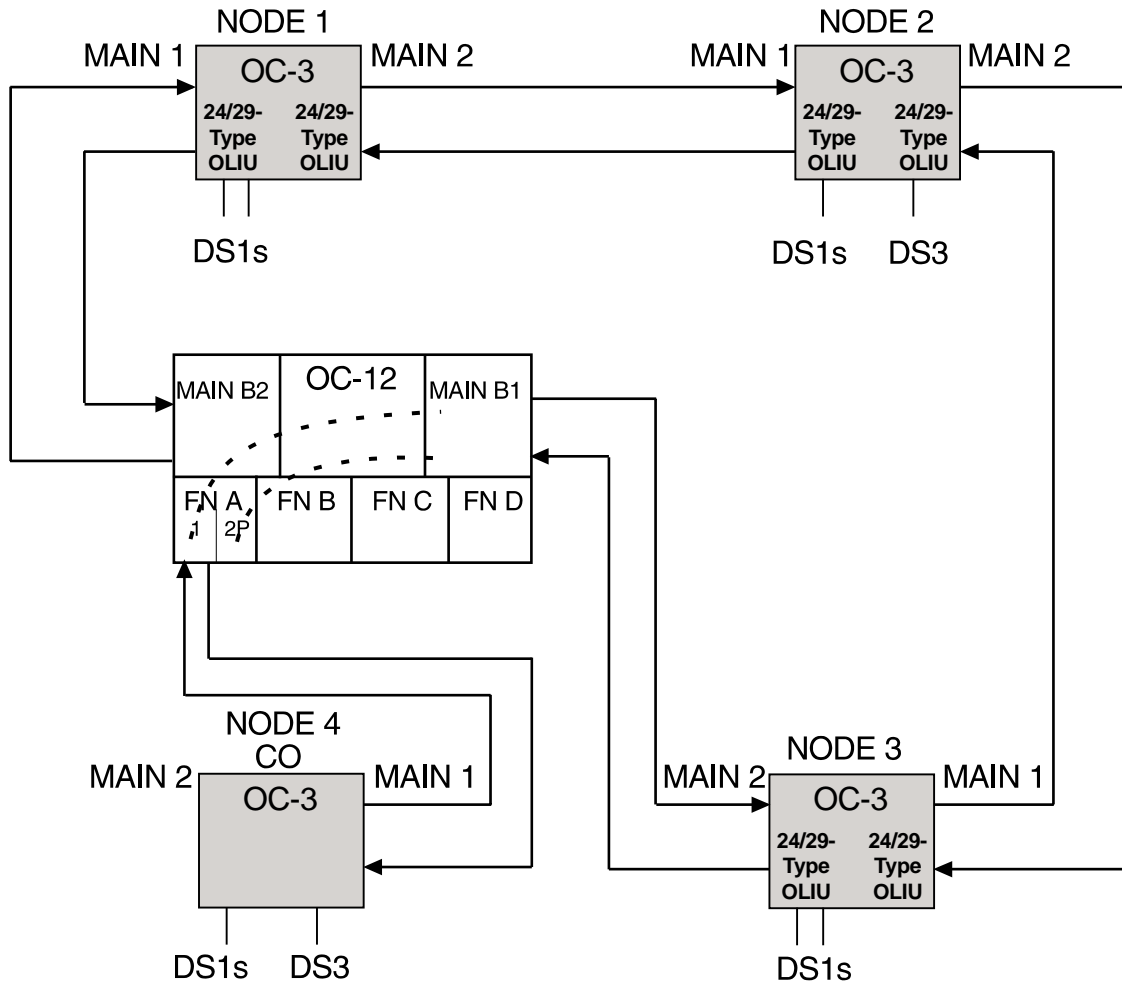 NODE 1
NODE 2
MAIN 1
MAIN 2
MAIN 1
MAIN 2
OC-3
OC-3
24/29-
Type
OLIU
24/29-
Type
OLIU
24/29-
Type
OLIU
24/29-
Type
OLIU
DS1s
DS1s
DS3
MAIN B2
OC-12
MAIN B1
FN A
FN B
FN C
FN D
1
2P
NODE 4
CO
MAIN 2
MAIN 1
OC-3
DS1s
DS3
NODE 3
MAIN 2
MAIN 1
OC-3
24/29-
Type
OLIU
24/29-
Type
OLIU
DS1s